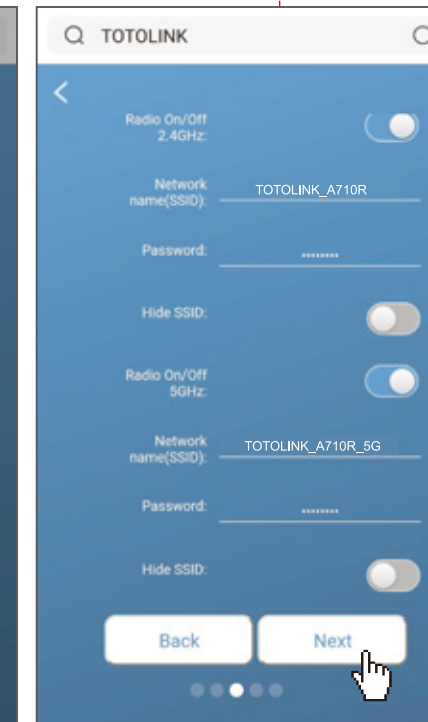 TOTOLINK
Radio On/Off
2.4GHz:
Network
name(SSID):
TOTOLINK_A710R
Password:
........
Hide SSID:
Radio On/Off
5GHz:
Network
name(SSID):
TOTOLINK_A710R_5G
Password:
........
Hide SSID:
Back
Next